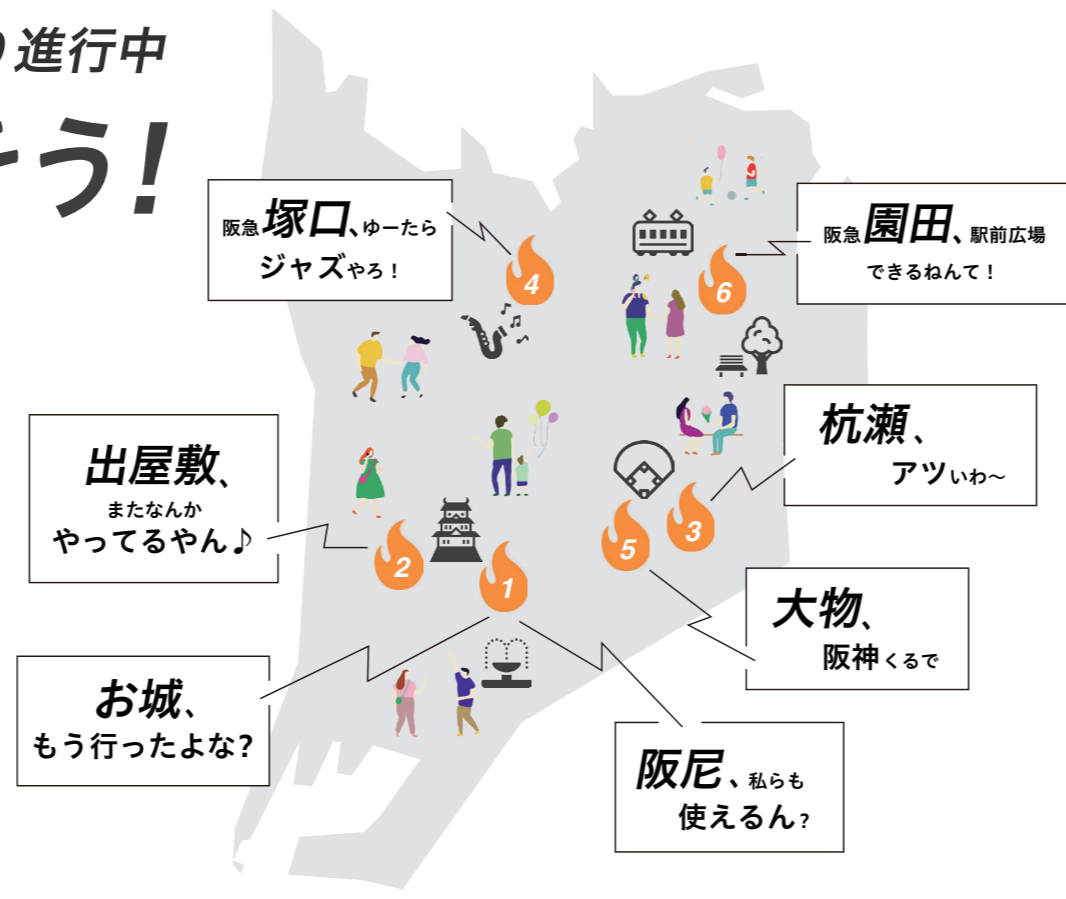 進行中
そう!
阪急塚口、ゆーたら
ジャズやろ!
阪急園田、駅前広場
できるねんて!
4
6
杭瀬、
アツいわ〜
出屋敷、
またなんか
やってるやん♪
3
5
2
1
大物、
阪神くるで
お城、
もう行ったよな?
阪尼、私らも
使えるん?